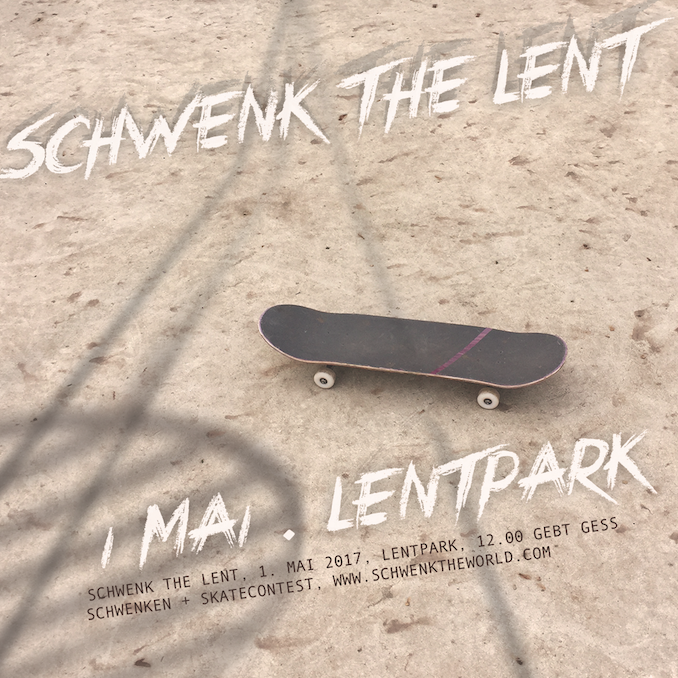 SCHWENK THE LENT
1 MAI . LENTPARK
SCHWENK THE LENT, 1. MAI 2017, LENTPARK, 12.00 GEBT GESS
SCHWENKEN + SKATECONTEST, WWW.SCHWENKTHEWORLD.COM